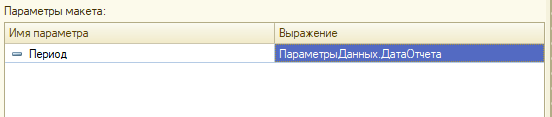 Параметры макета:
Имя параметра Выражение
Период ПараметрыДанных.ДатаОтчета